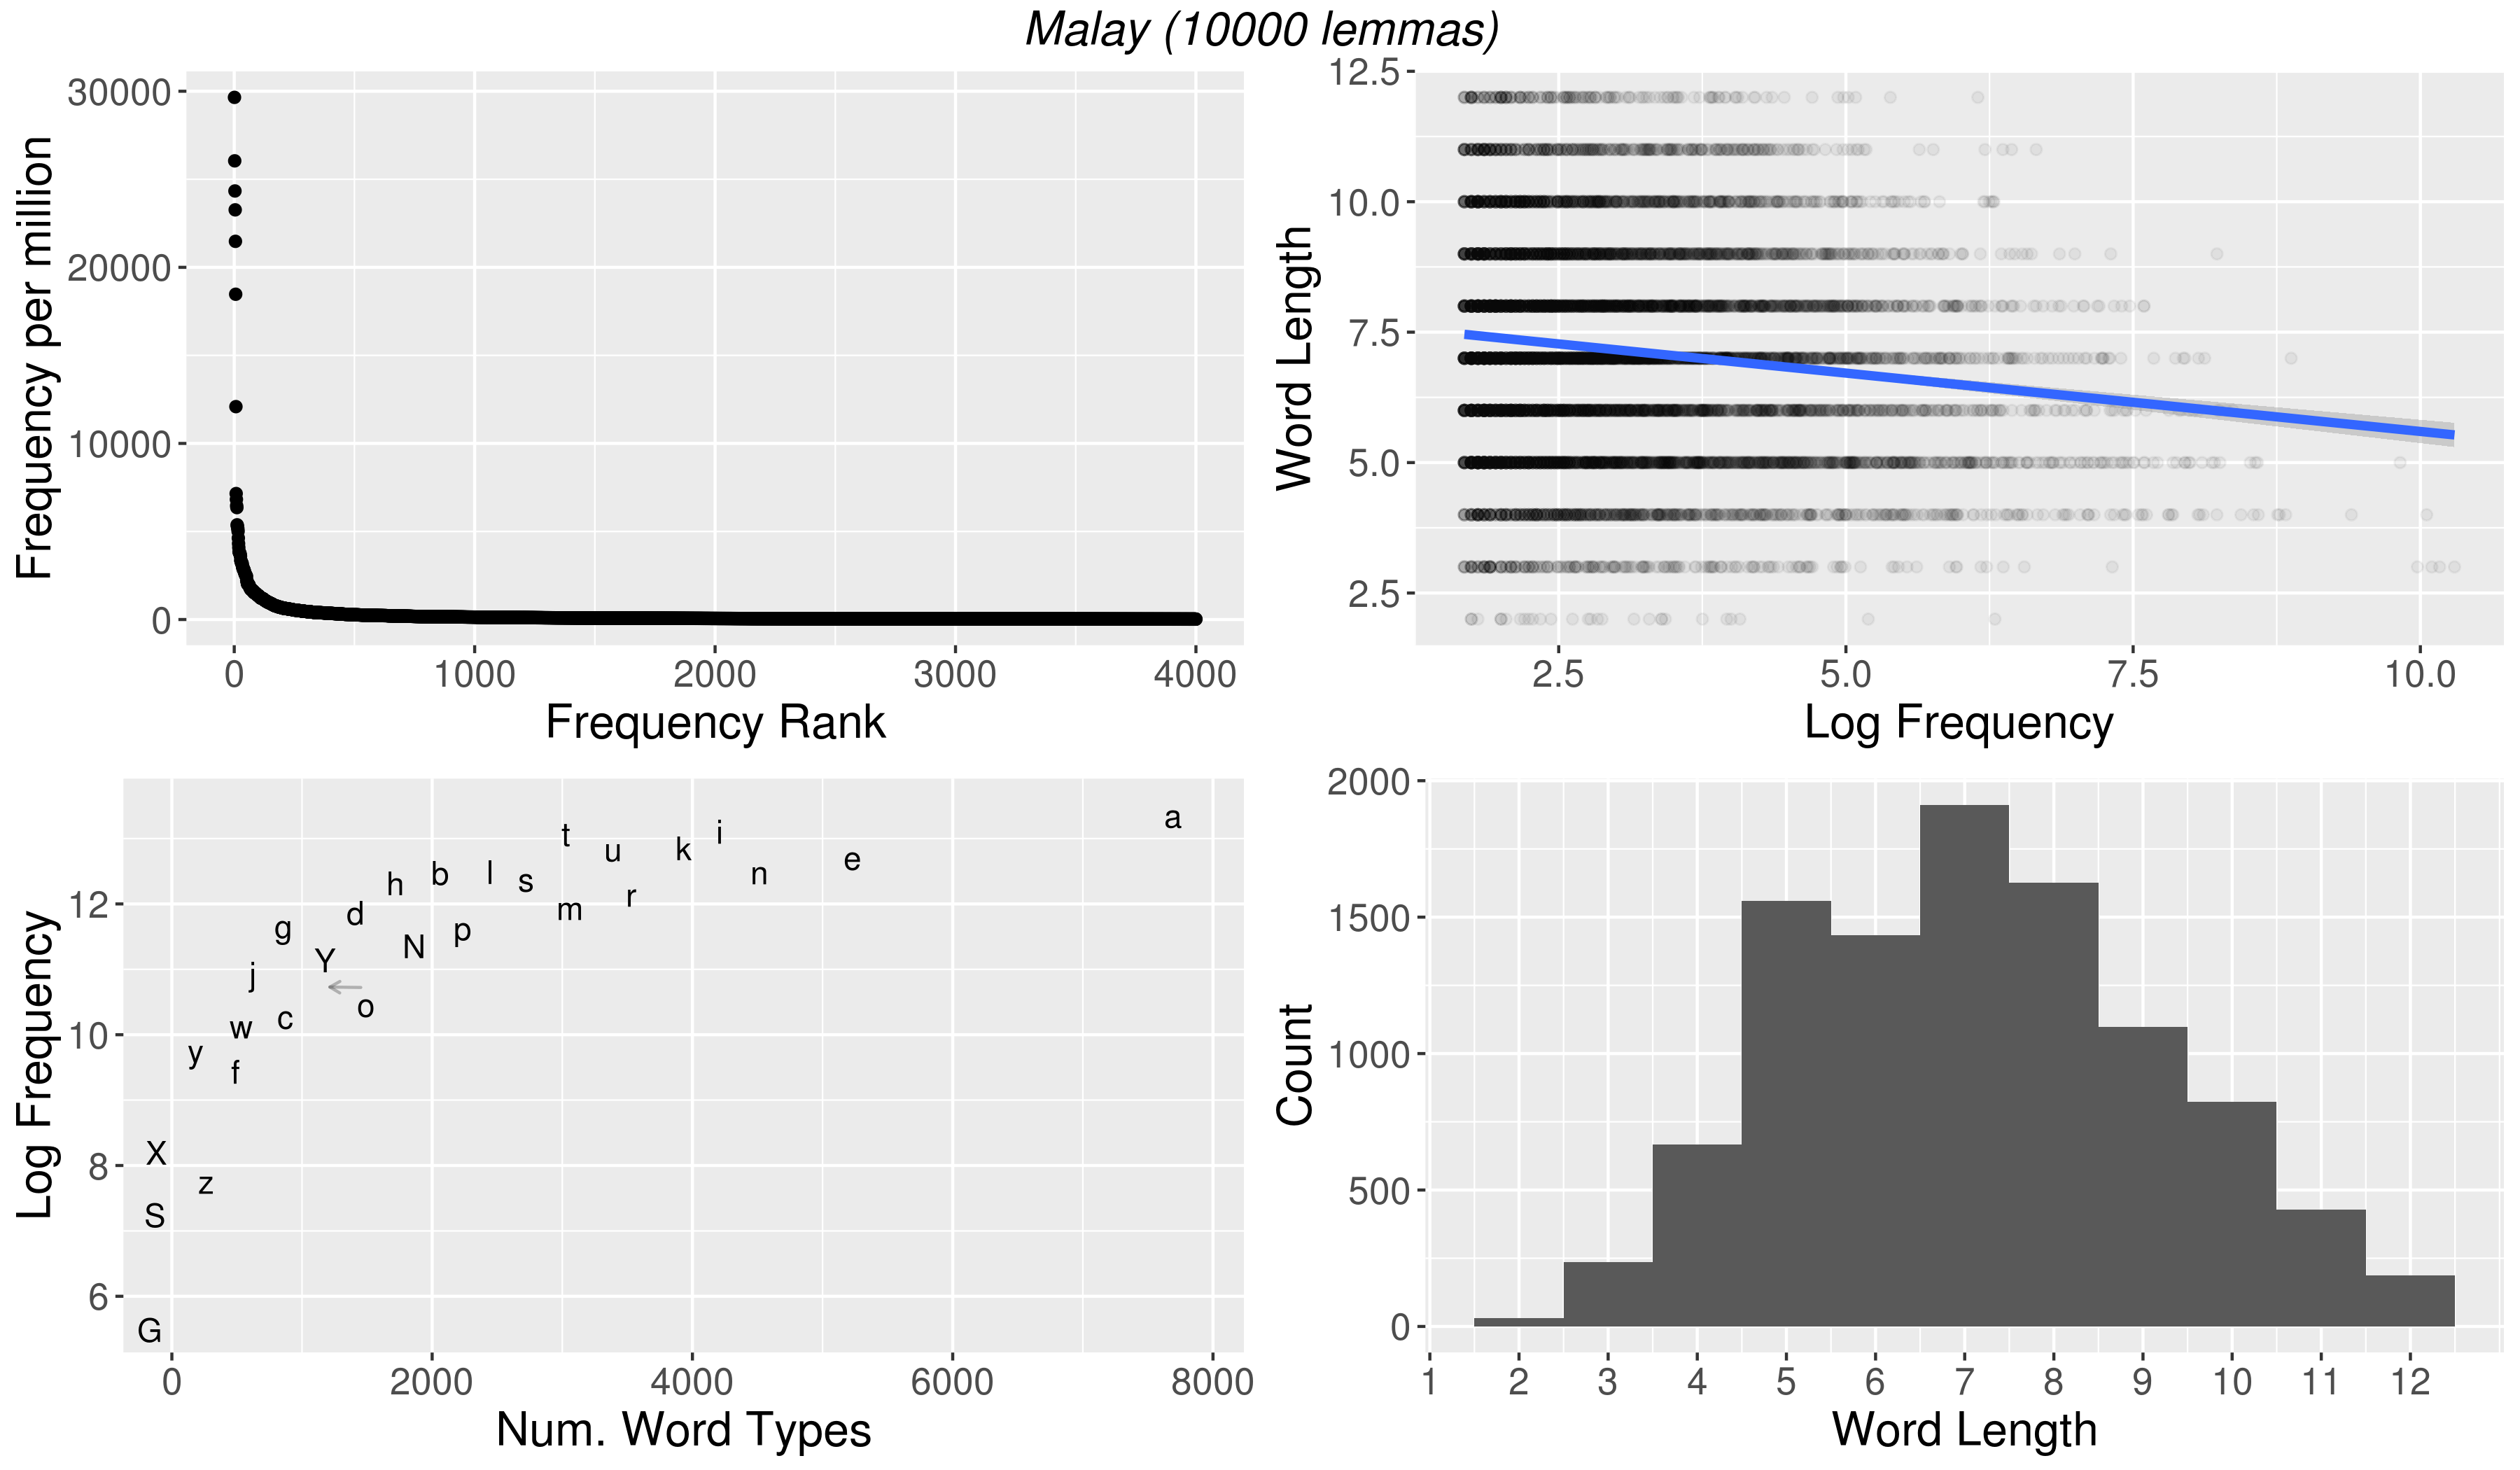 Malay (10000 lemmas)
30000
20000
10000
0
Frequency per million
0 1000 2000 3000 4000
Frequency Rank
12.5
10.0
7.5
5.0
2.5
Word Length
2.5 5.0 7.5 10.0
Log Frequency
12
10
8
6
Log Frequency
a
t u k i
n e
h b l s
m r
g d
N p
j Y
w c o
y f
X
z
S
G
0 2000 4000 6000 8000
Num. Word Types
2000
1500
1000
500
0
Count
1 2 3 4 5 6 7 8 9 10 11 12
Word Length